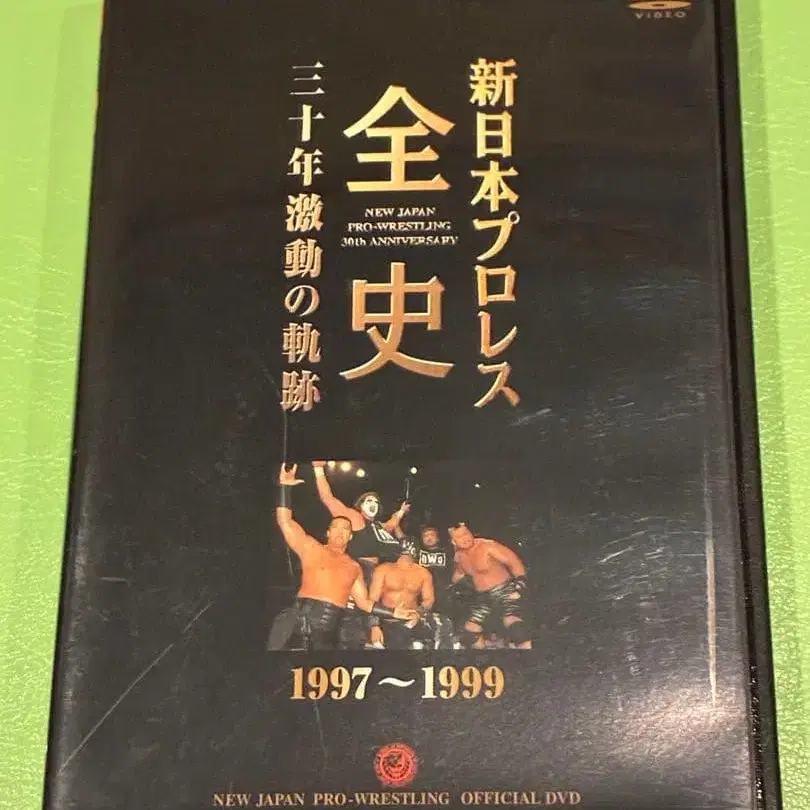 VIDEO
新日本プロレス
全史
NEW JAPAN
PRO-WRESTLING
30th ANNIVERSARY
三十年激動の軌跡
nWo
1997〜1999
NEW JAPAN PRO-WRESTLING OFFICIAL DVD